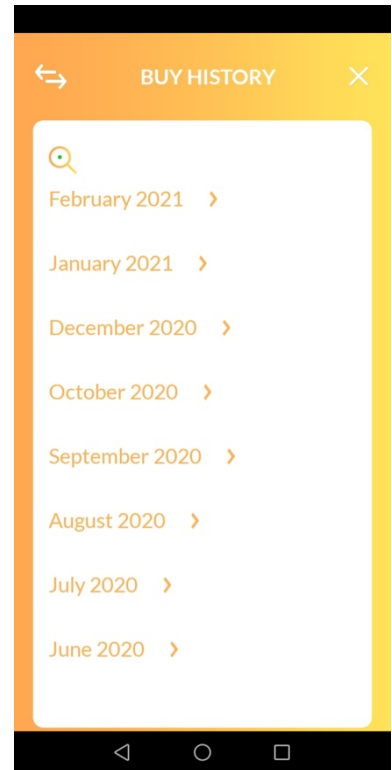 BUY HISTORY
February 2021
January 2021
December 2020
October 2020
September 2020
August 2020
July 2020
June 2020